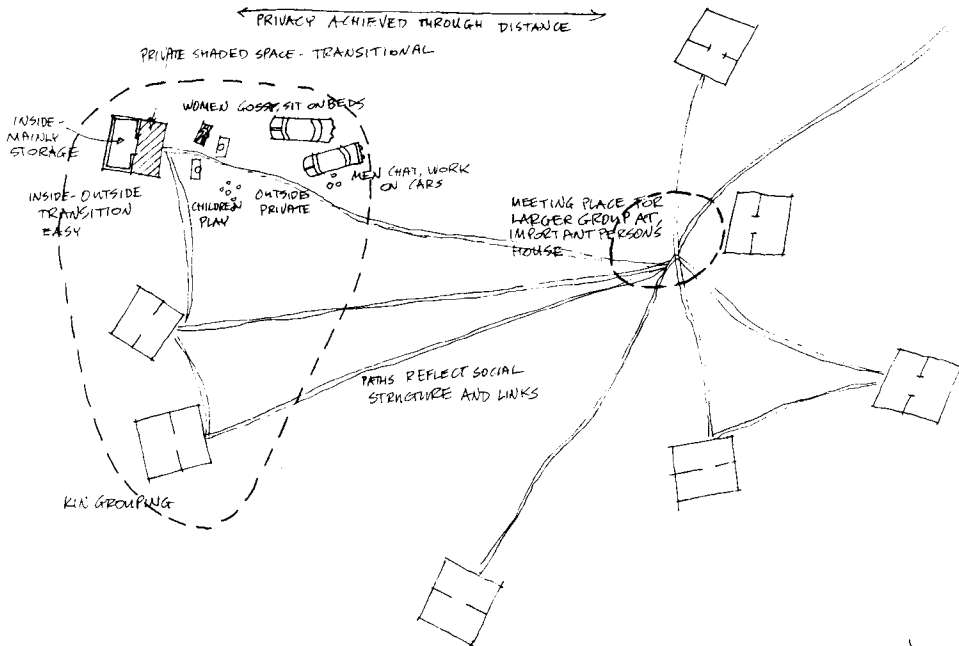 PRIVACY ACHIEVED THROUGH DISTANCE
PRIVATE SHADED SPACE - TRANSITIONAL
WOMEN GOSSIP, SIT ON BEDS
INSIDE -
MAINLY
STORAGE
MEN CHAT, WORK
ON CARS
INSIDE-OUTSIDE
TRANSITION
EASY
CHILDREN
PLAY
OUTSIDE
PRIVATE
MEETING PLACE FOR
LARGER GROUP AT
IMPORTANT PERSONS
HOUSE
PATHS REFLECT SOCIAL
STRUCTURE AND LINKS
KIN GROUPING